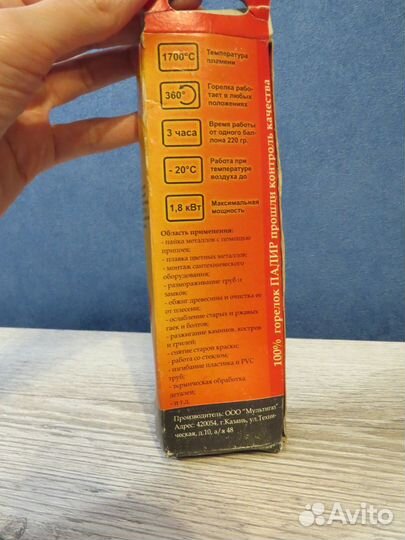 1700°C
Температура
пламени
360°
Горелка рабо-
тает в любых
положениях
3 часа
Время работы
от одного бал-
лона 220 гр.
- 20°C
Работа при
температуре
воздуха до
1,8 кВт
Максимальная
мощность
Область применения:
- пайка металлов с помощью
припоев;
- плавка цветных металлов;
- монтаж сантехнического
оборудования;
- размораживание труб и
замков;
- обжиг древесины и очистка её
от плесени;
- ослабление старых и ржавых
гаек и болтов;
- разжигание каминов, костров
и грилей;
- снятие старой краски;
- работа со стеклом;
- изгибание пластика и PVC
труб;
- термическая обработка
деталей;
- и т.д.
Производитель: ООО "Мультигаз"
Адрес: 420054, г.Казань, ул.Техни-
ческая, д.10, а/я 48
100% горелок ПАЛИР прошли контроль качества
Avito